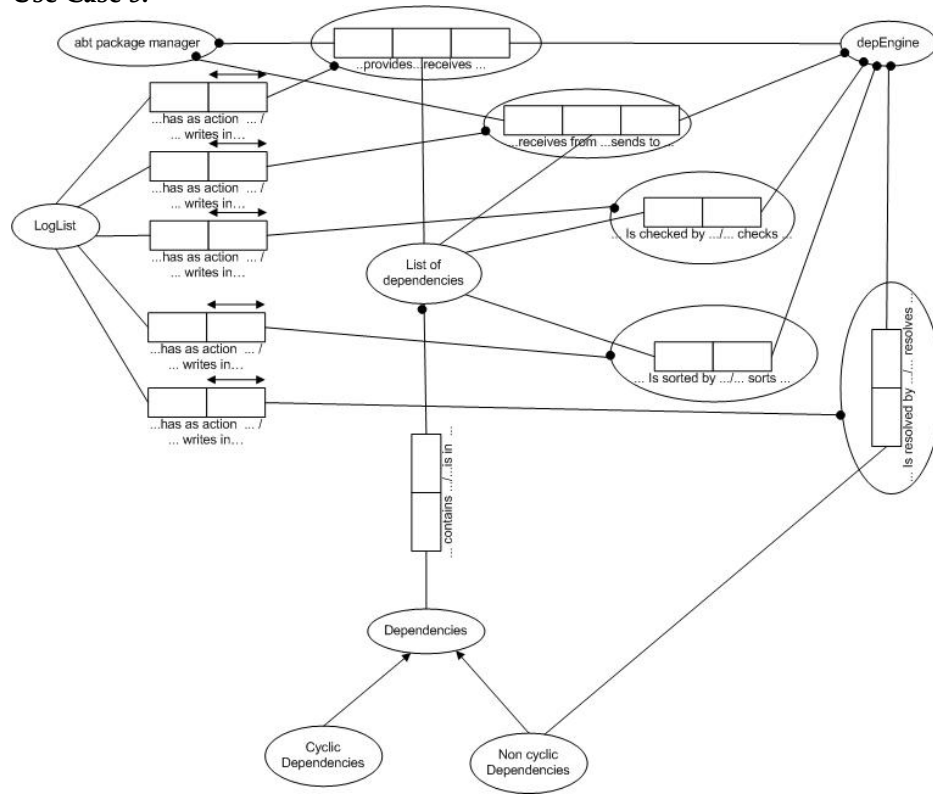 abt package manager
depEngine
..provides...receives ...
...has as action ... /
... writes in...
...receives from ...sends to ...
...has as action ... /
... writes in...
LogList
...has as action ... /
... writes in...
... Is checked by .../... checks ...
List of
dependencies
...has as action ... /
... writes in...
... Is sorted by .../... sorts ...
... Is resolved by .../... resolves ...
...has as action ... /
... writes in...
... contains .../...is in ...
Dependencies
Cyclic
Dependencies
Non cyclic
Dependencies